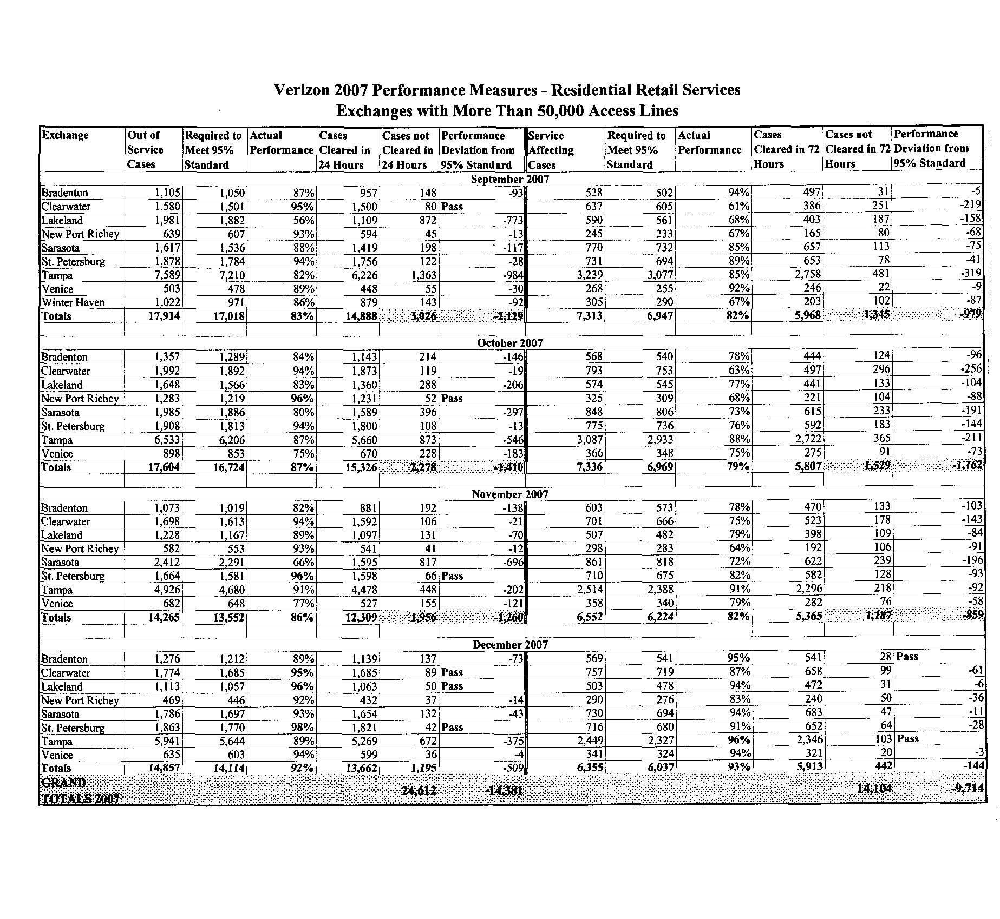 Verizon 2007 Performance Measures - Residential Retail Services
Exchanges with More Than 50,000 Access Lines
Exchange Out of Required to Actual Cases Cases not Performance Service Required to Actual Cases Cases not Performance
Service Meet 95% Performance Cleared in Cleared in Deviation from Affecting Meet 95% Performance Cleared in 72 Cleared in 72 Deviation from
Cases Standard 24 Hours 24 Hours 95% Standard Cases Standard Hours Hours 95% Standard
September 2007
Bradenton 1,105 1,050 87% 957 148 -93 528 502 94% 497 31 -5
Clearwater 1,580 1,501 95% 1,500 80 Pass 637 605 61% 386 251 -219
Lakeland 1,981 1,882 56% 1,109 872 -773 590 561 68% 403 187 -158
New Port Richey 639 607 93% 594 45 -13 245 233 67% 165 80 -68
Sarasota 1,617 1,536 88% 1,419 198 -117 770 732 85% 657 113 -75
St. Petersburg 1,878 1,784 94% 1,756 122 -28 731 694 89% 653 78 -41
Tampa 7,589 7,210 82% 6,226 1,363 -984 3,239 3,077 85% 2,758 481 -319
Venice 503 478 89% 448 55 -30 268 255 92% 246 22 -9
Winter Haven 1,022 971 86% 879 143 -92 305 290 67% 203 102 -87
Totals 17,914 17,018 83% 14,888 3,026 -2,129 7,313 6,947 82% 5,968 1,345 -979
October 2007
Bradenton 1,357 1,289 84% 1,143 214 -146 568 540 78% 444 124 -96
Clearwater 1,992 1,892 94% 1,873 119 -19 793 753 63% 497 296 -256
Lakeland 1,648 1,566 83% 1,360 288 -206 574 545 77% 441 133 -104
New Port Richey 1,283 1,219 96% 1,231 52 Pass 325 309 68% 221 104 -88
Sarasota 1,985 1,886 80% 1,589 396 -297 848 806 73% 615 233 -191
St. Petersburg 1,908 1,813 94% 1,800 108 -13 775 736 76% 592 183 -144
Tampa 6,533 6,206 87% 5,660 873 -546 3,087 2,933 88% 2,722 365 -211
Venice 898 853 75% 670 228 -183 366 348 75% 275 91 -73
Totals 17,604 16,724 87% 15,326 2,278 -1,410 7,336 6,969 79% 5,807 1,529 -1,162
November 2007
Bradenton 1,073 1,019 82% 881 192 -138 603 573 78% 470 133 -103
Clearwater 1,698 1,613 94% 1,592 106 -21 701 666 75% 523 178 -143
Lakeland 1,228 1,167 89% 1,097 131 -70 507 482 79% 398 109 -84
New Port Richey 582 553 93% 541 41 -12 298 283 64% 192 106 -91
Sarasota 2,412 2,291 66% 1,595 817 -696 861 818 72% 622 239 -196
St. Petersburg 1,664 1,581 96% 1,598 66 Pass 710 675 82% 582 128 -93
Tampa 4,926 4,680 91% 4,478 448 -202 2,514 2,388 91% 2,296 218 -92
Venice 682 648 77% 527 155 -121 358 340 79% 282 76 -58
Totals 14,265 13,552 86% 12,309 1,956 -1,260 6,552 6,224 82% 5,365 1,187 -859
December 2007
Bradenton 1,276 1,212 89% 1,139 137 -73 569 541 95% 541 28 Pass
Clearwater 1,774 1,685 95% 1,685 89 Pass 757 719 87% 658 99 -61
Lakeland 1,113 1,057 96% 1,063 50 Pass 503 478 94% 472 31 -6
New Port Richey 469 446 92% 432 37 -14 290 276 83% 240 50 -36
Sarasota 1,786 1,697 93% 1,654 132 -43 730 694 94% 683 47 -11
St. Petersburg 1,863 1,770 98% 1,821 42 Pass 716 680 91% 652 64 -28
Tampa 5,941 5,644 89% 5,269 672 -375 2,449 2,327 96% 2,346 103 Pass
Venice 635 603 94% 599 36 -4 341 324 94% 321 20 -3
Totals 14,857 14,114 92% 13,662 1,195 -509 6,355 6,037 93% 5,913 442 -144
GRAND
TOTALS 2007 24,612 -14,381 14,104 -9,714